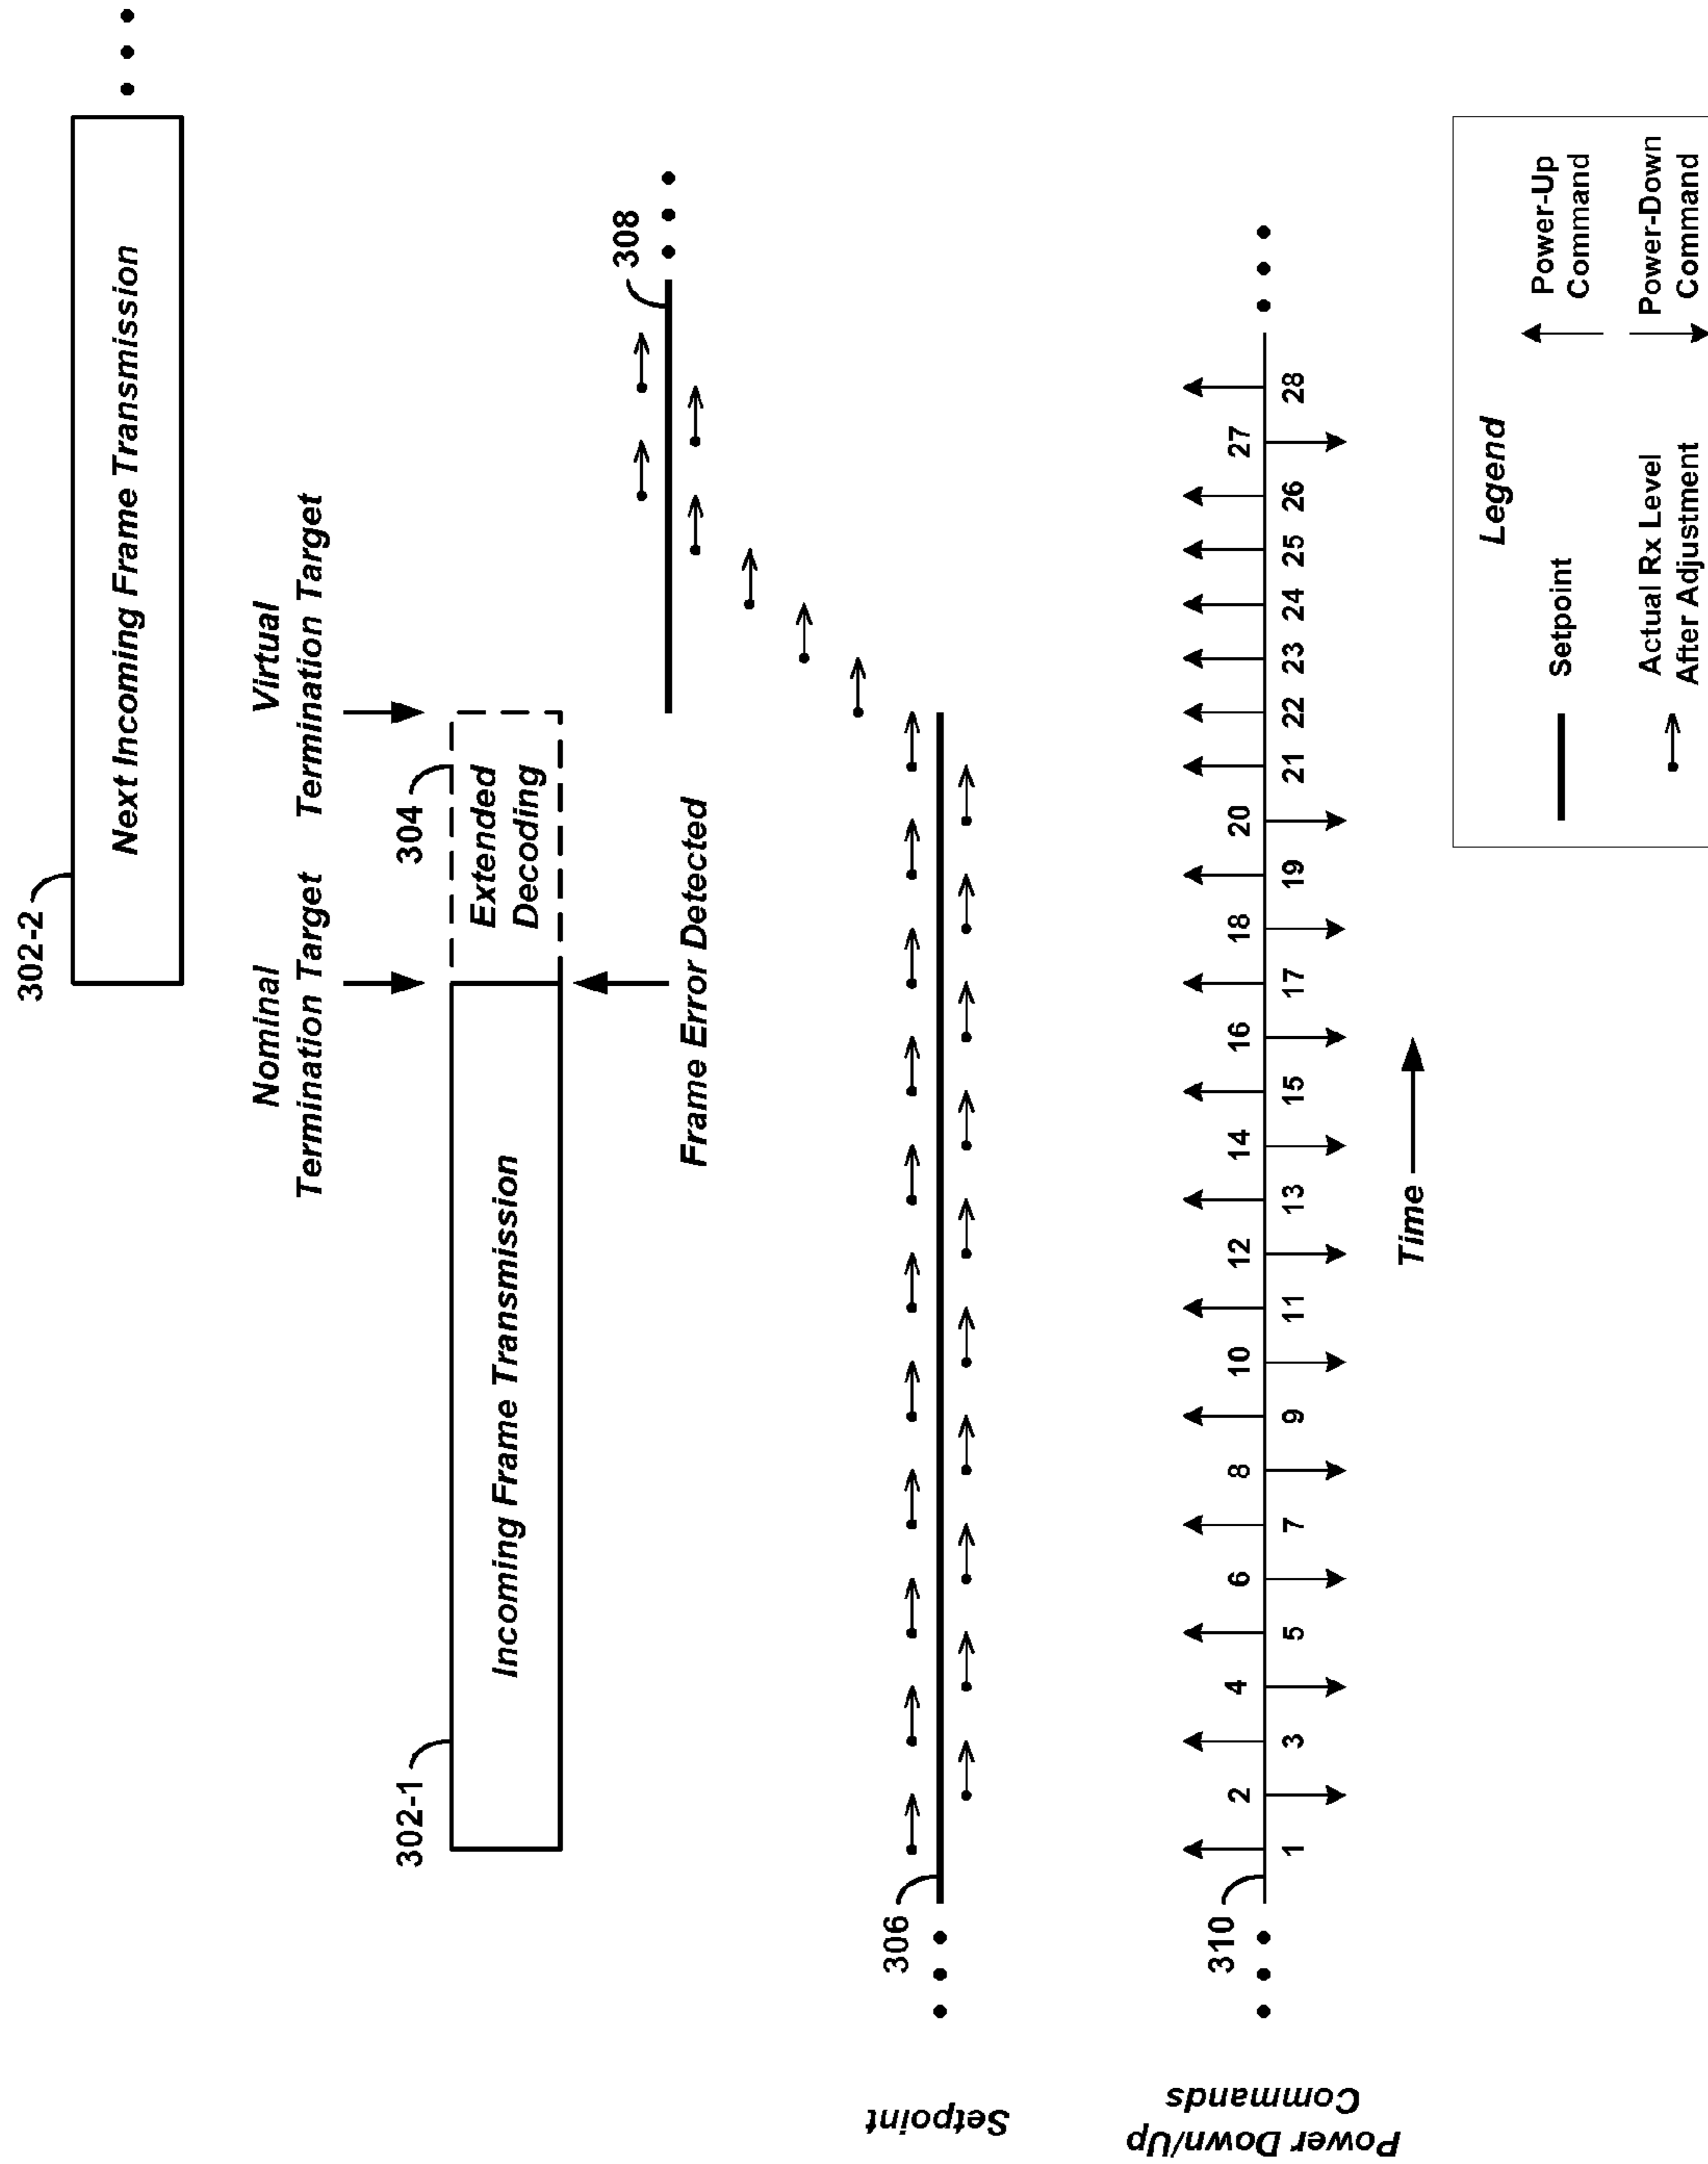 302-2
Next Incoming Frame Transmission
Nominal
Termination Target
Virtual
Termination Target
302-1
304
Incoming Frame Transmission
Extended
Decoding
Frame Error Detected
308
306
Setpoint
310
Power Down/Up
Commands
1 2 3 4 5 6 7 8 9 10 11 12 13 14 15 16 17 18 19 20 21 22 23 24 25 26 27 28
Time
Legend
Setpoint
Power-Up
Command
Actual Rx Level
After Adjustment
Power-Down
Command